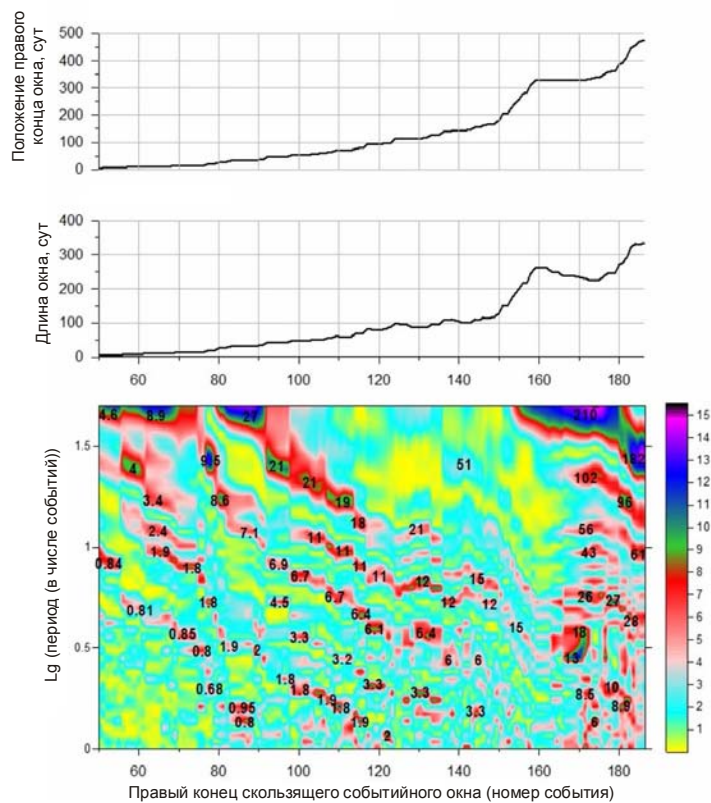 Положение правого
конца окна, сут
500
400
300
200
100
0
Длина окна, сут
400
300
200
100
0
60 80 100 120 140 160 180
Lg (период (в числе событий))
1.5
1
0.5
0
4.6 8.9 27 210
9.5 51 182
4 21 102
21
3.4 8.6 19 96
18
2.4 7.1 11 21 56
1.9 11 43 61
0.84 1.8 6.9 11
6.7 11 12 15
1.8 4.5 6.7 12 12 26 27
0.81 6.4 28
0.85 3.3 6.1 6.4 15 18
0.8 1.9 2 3.2 6 6 13
0.68 1.8 1.8 3.3 3.3 8.5 10
0.95 1.9 1.8 3.3 8.9
0.8 1.9 2 6
60 80 100 120 140 160 180
Правый конец скользящего событийного окна (номер события)
15
14
13
12
11
10
9
8
7
6
5
4
3
2
1